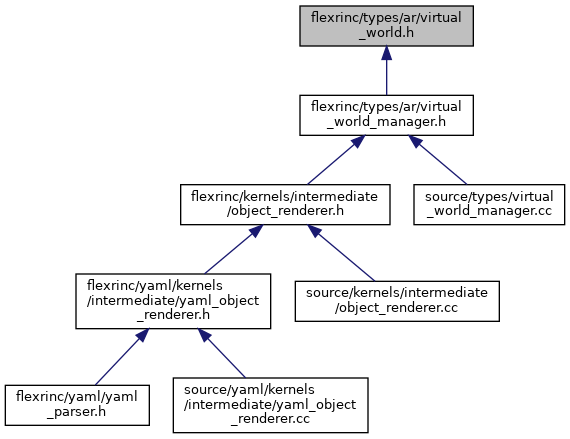 flexrinc/types/ar/virtual
_world.h
flexrinc/types/ar/virtual
_world_manager.h
flexrinc/kernels/intermediate
/object_renderer.h
source/types/virtual
_world_manager.cc
flexrinc/yaml/kernels
/intermediate/yaml_object
_renderer.h
source/kernels/intermediate
/object_renderer.cc
flexrinc/yaml/yaml
_parser.h
source/yaml/kernels
/intermediate/yaml_object
_renderer.cc